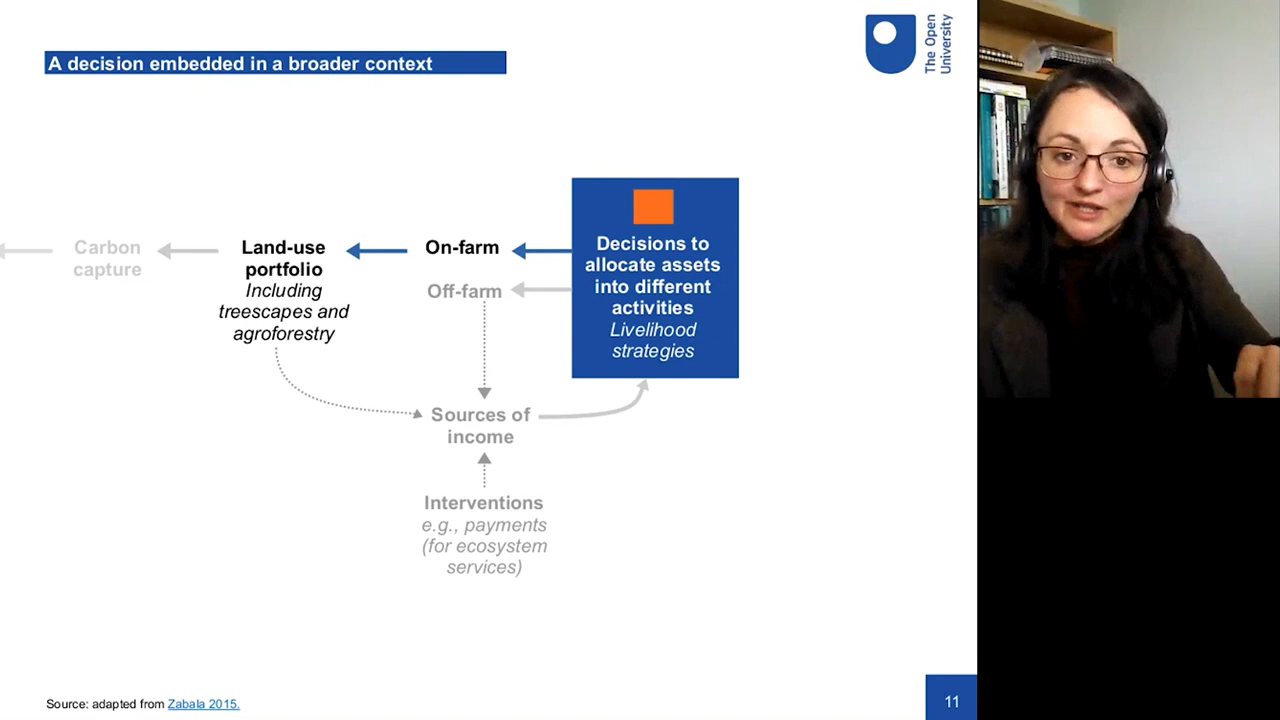 The Open
University
A decision embedded in a broader context
Carbon
capture
Land-use
portfolio
Including
treescapes and
agroforestry
On-farm
Off-farm
Decisions to
allocate assets
into different
activities
Livelihood
strategies
Sources of
income
Interventions
e.g., payments
(for ecosystem
services)
Source: adapted from Zabala 2015.
11